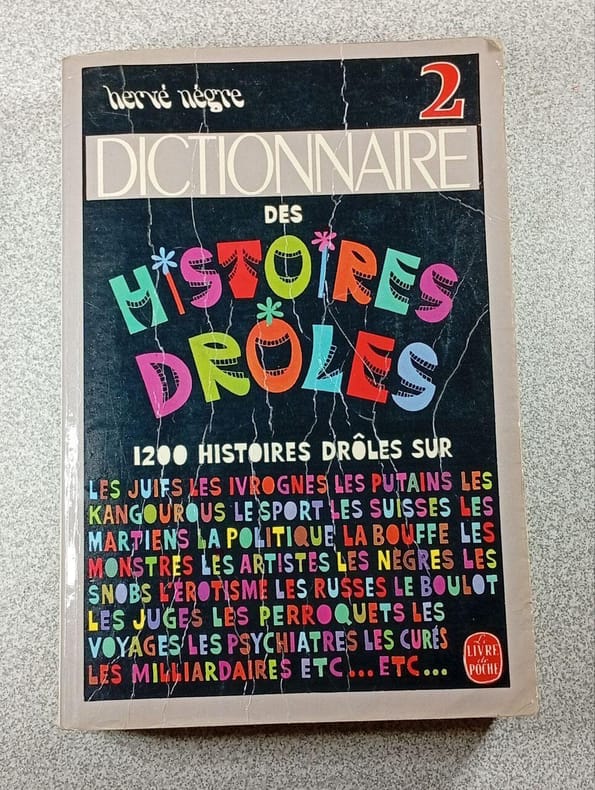 hervé nègre
2
DICTIONNAIRE
DES
HISTOIRES
DRÔLES
1200 HISTOIRES DRÔLES SUR
LES JUIFS LES IVROGNES LES PUTAINS LES
KANGOUROUS LE SPORT LES SUISSES LES
MARTIENS LA POLITIQUE LA BOUFFE LES
MONSTRES LES ARTISTES LES NÈGRES LES
SNOBS L'ÉROTISME LES RUSSES LE BOULOT
LES JUGES LES PERROQUETS LES
VOYAGES LES PSYCHIATRES LES CURÉS
LES MILLIARDAIRES ETC... ETC...
Le
LIVRE
de
POCHE